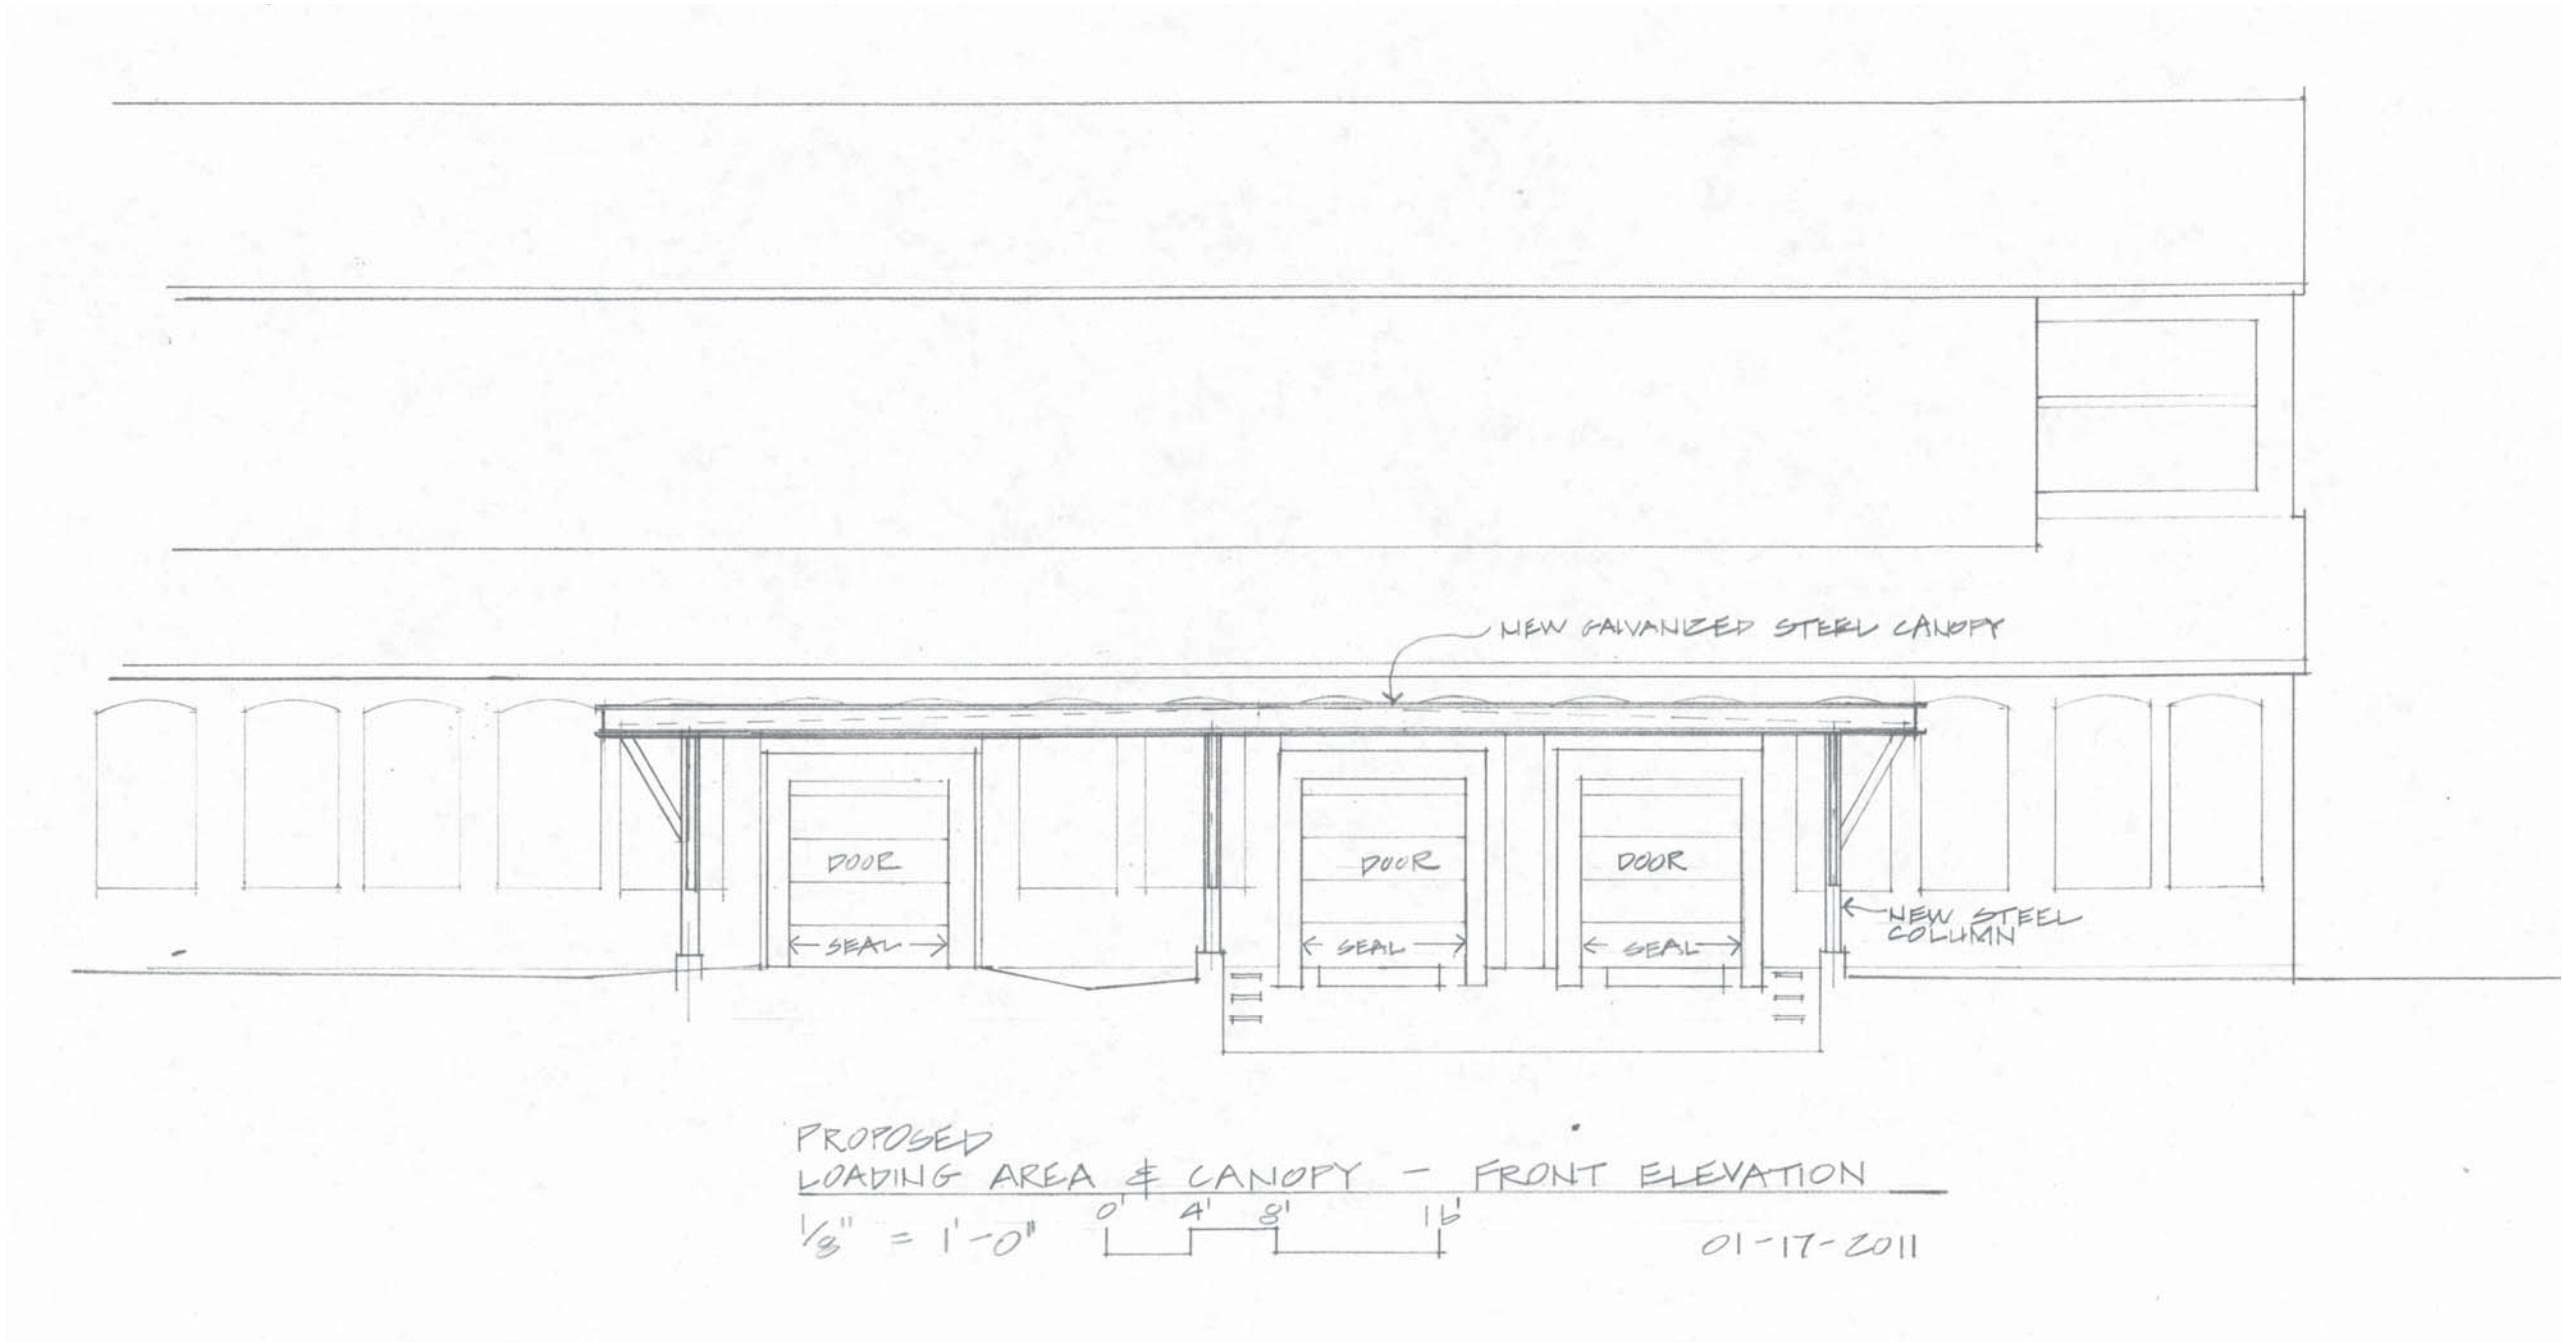 NEW GALVANIZED STEEL CANOPY
DOOR
DOOR
DOOR
NEW STEEL
COLUMN
← SEAL →
← SEAL →
← SEAL →
PROPOSED
LOADING AREA & CANOPY - FRONT ELEVATION
1/8" = 1'-0"
0' 4' 8' 16'
01-17-2011